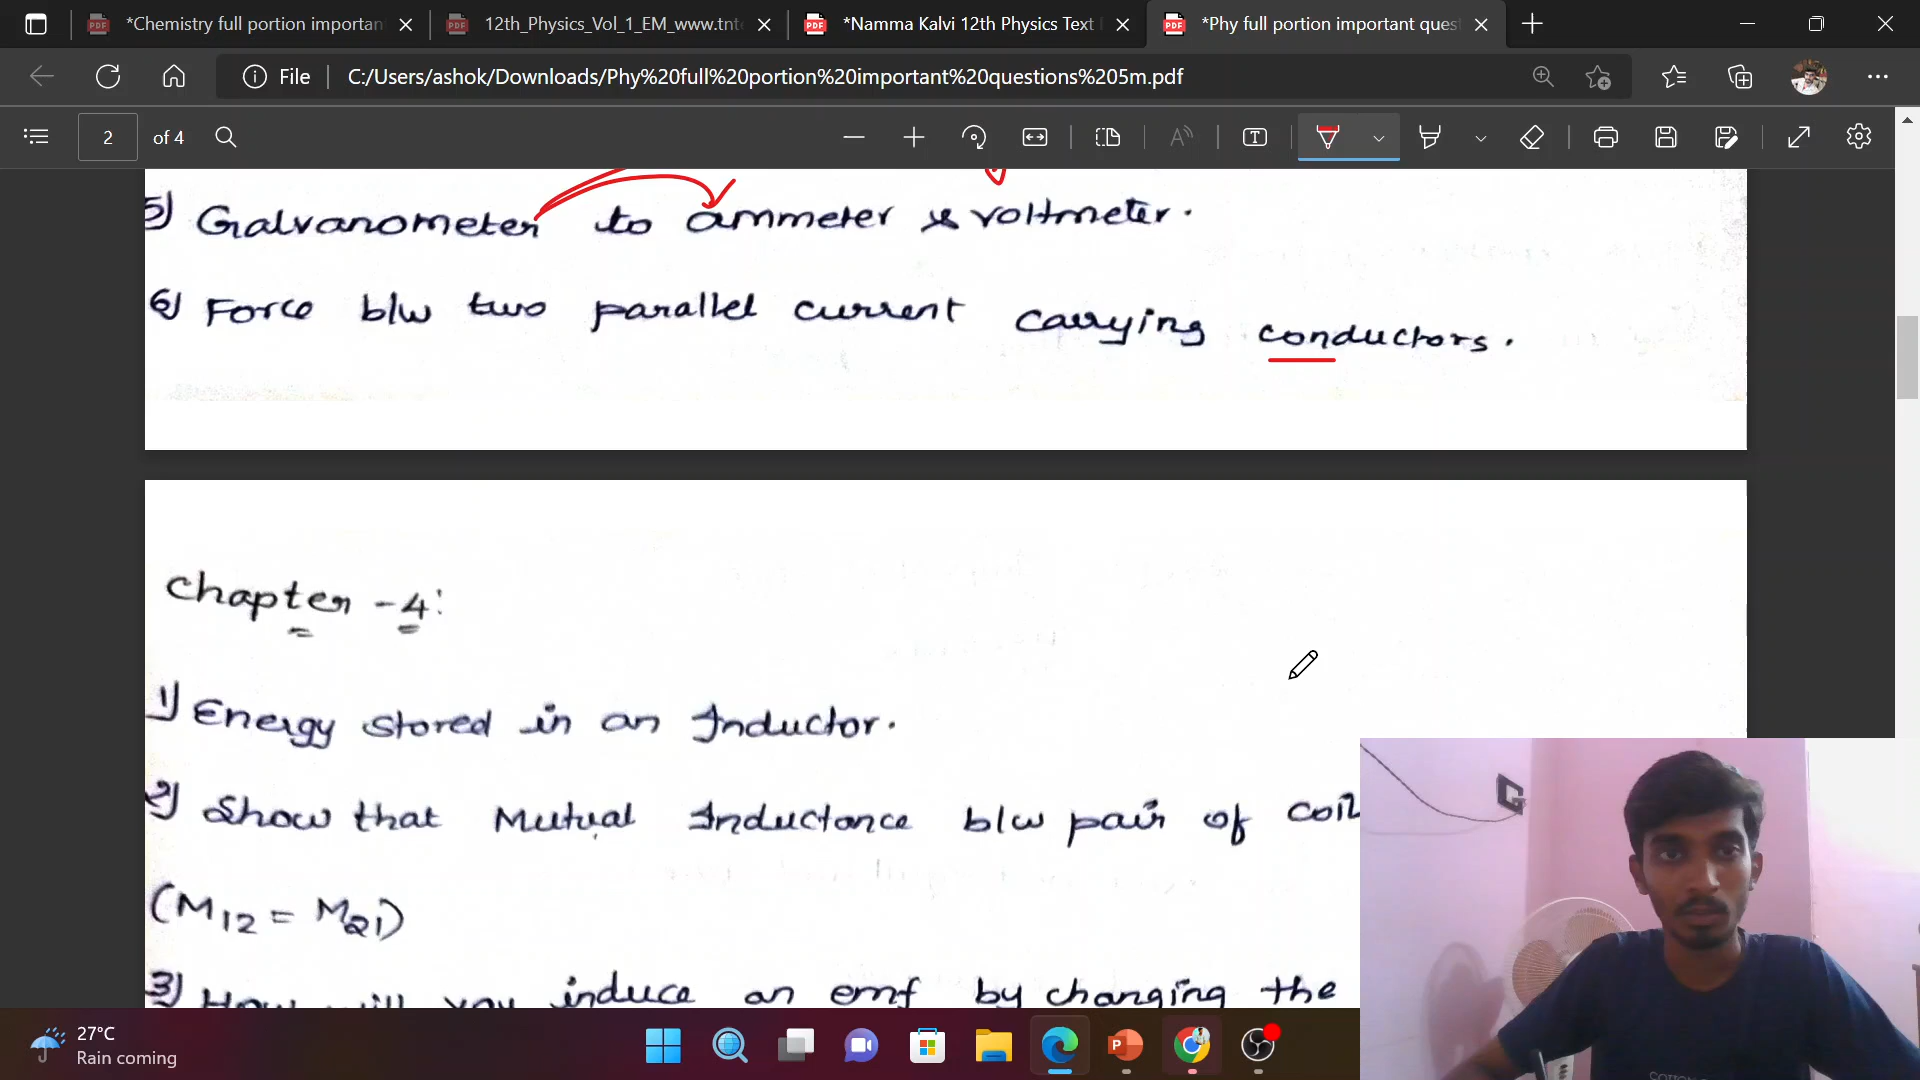 *Chemistry full portion importan
12th_Physics_Vol_1_EM_www.tnt
*Namma Kalvi 12th Physics Text
*Phy full portion important ques
File
C:/Users/ashok/Downloads/Phy%20full%20portion%20important%20questions%205m.pdf
2 of 4
5) Galvanometer to ammeter & voltmeter.
6) Force b/w two parallel current carrying conductors.
Chapter -4:
1) Energy stored in an Inductor.
2) Show that Mutual Inductance b/w pair of coil
(M12 = M21)
3) How will you induce an emf by changing the
27°C
Rain coming